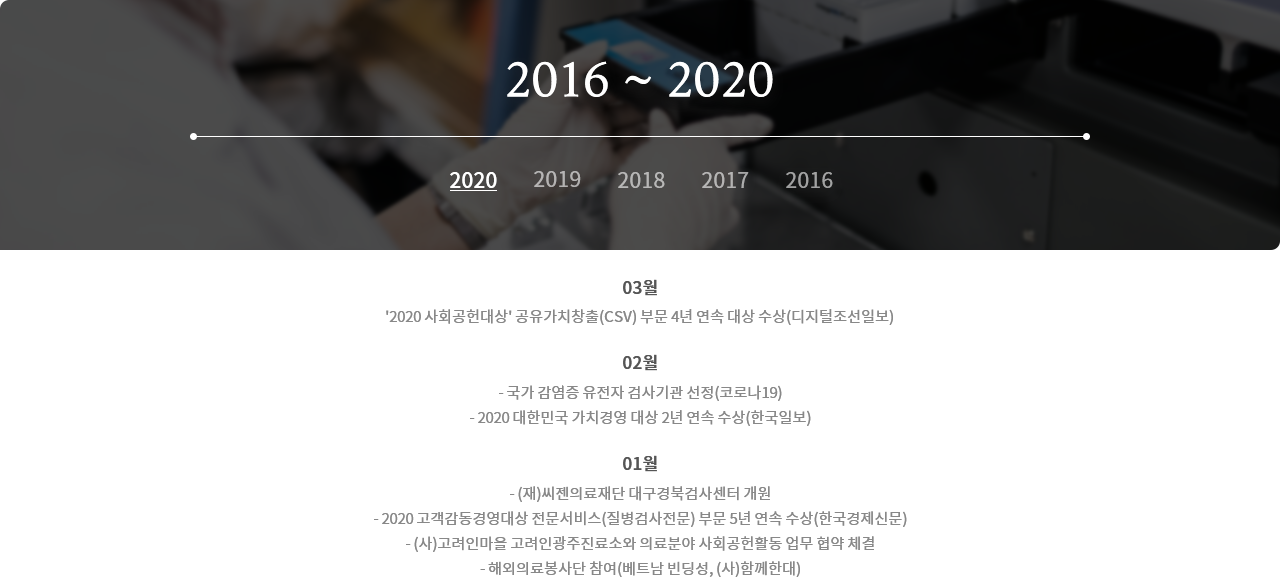 2016 ~ 2020
2020 2019 2018 2017 2016
03월
'2020 사회공헌대상' 공유가치창출(CSV) 부문 4년 연속 대상 수상(디지털조선일보)
02월
- 국가 감염증 유전자 검사기관 선정(코로나19)
- 2020 대한민국 가치경영 대상 2년 연속 수상(한국일보)
01월
- (재)씨젠의료재단 대구경북검사센터 개원
- 2020 고객감동경영대상 전문서비스(질병검사전문) 부문 5년 연속 수상(한국경제신문)
- (사)고려인마을 고려인광주진료소와 의료분야 사회공헌활동 업무 협약 체결
- 해외의료봉사단 참여(베트남 빈딩성, (사)함께한대)